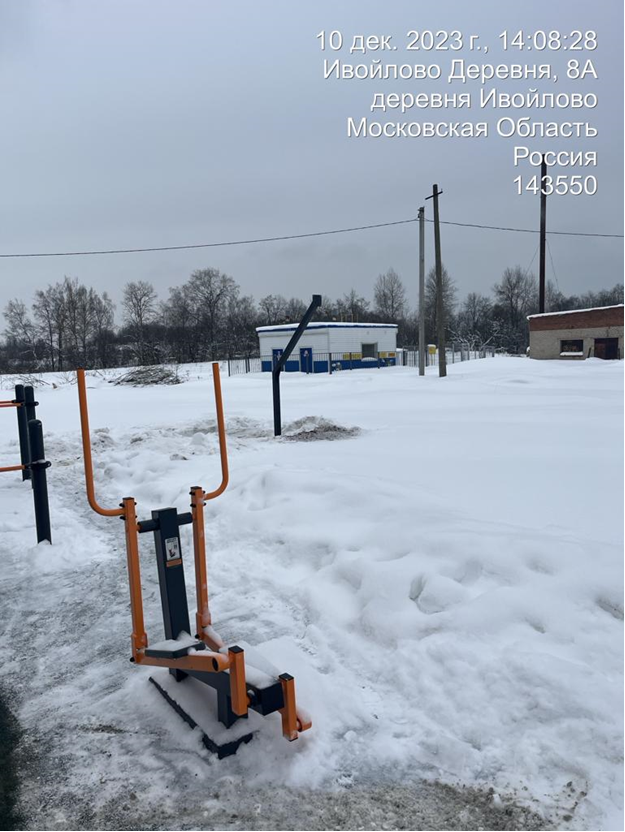 10 дек. 2023 г., 14:08:28
Ивойлово Деревня, 8А
деревня Ивойлово
Московская Область
Россия
143550